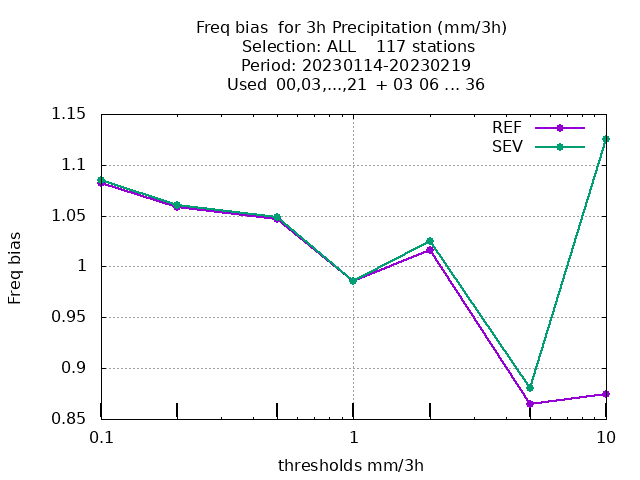 Freq bias  for 3h Precipitation (mm/3h)
Selection: ALL    117 stations
Period: 20230114-20230219
Used  00,03,...,21  + 03 06 ... 36
REF
SEV
1.15
1.1
1.05
1
0.95
0.9
0.85
Freq bias
0.1
1
10
thresholds mm/3h